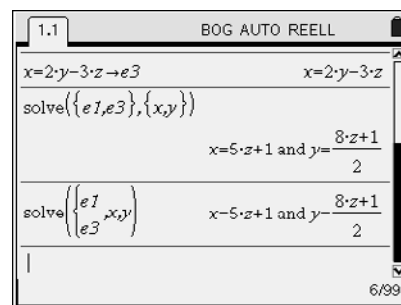 1.1 BOG AUTO REELL
x=2·y−3·z→e3 x=2·y−3·z
solve({e1,e3},{x,y})
x=5·z+1 and y=(8·z+1)/2
solve({e1 e3,x,y) x−5·z+1 and y−(8·z+1)/2
6/99